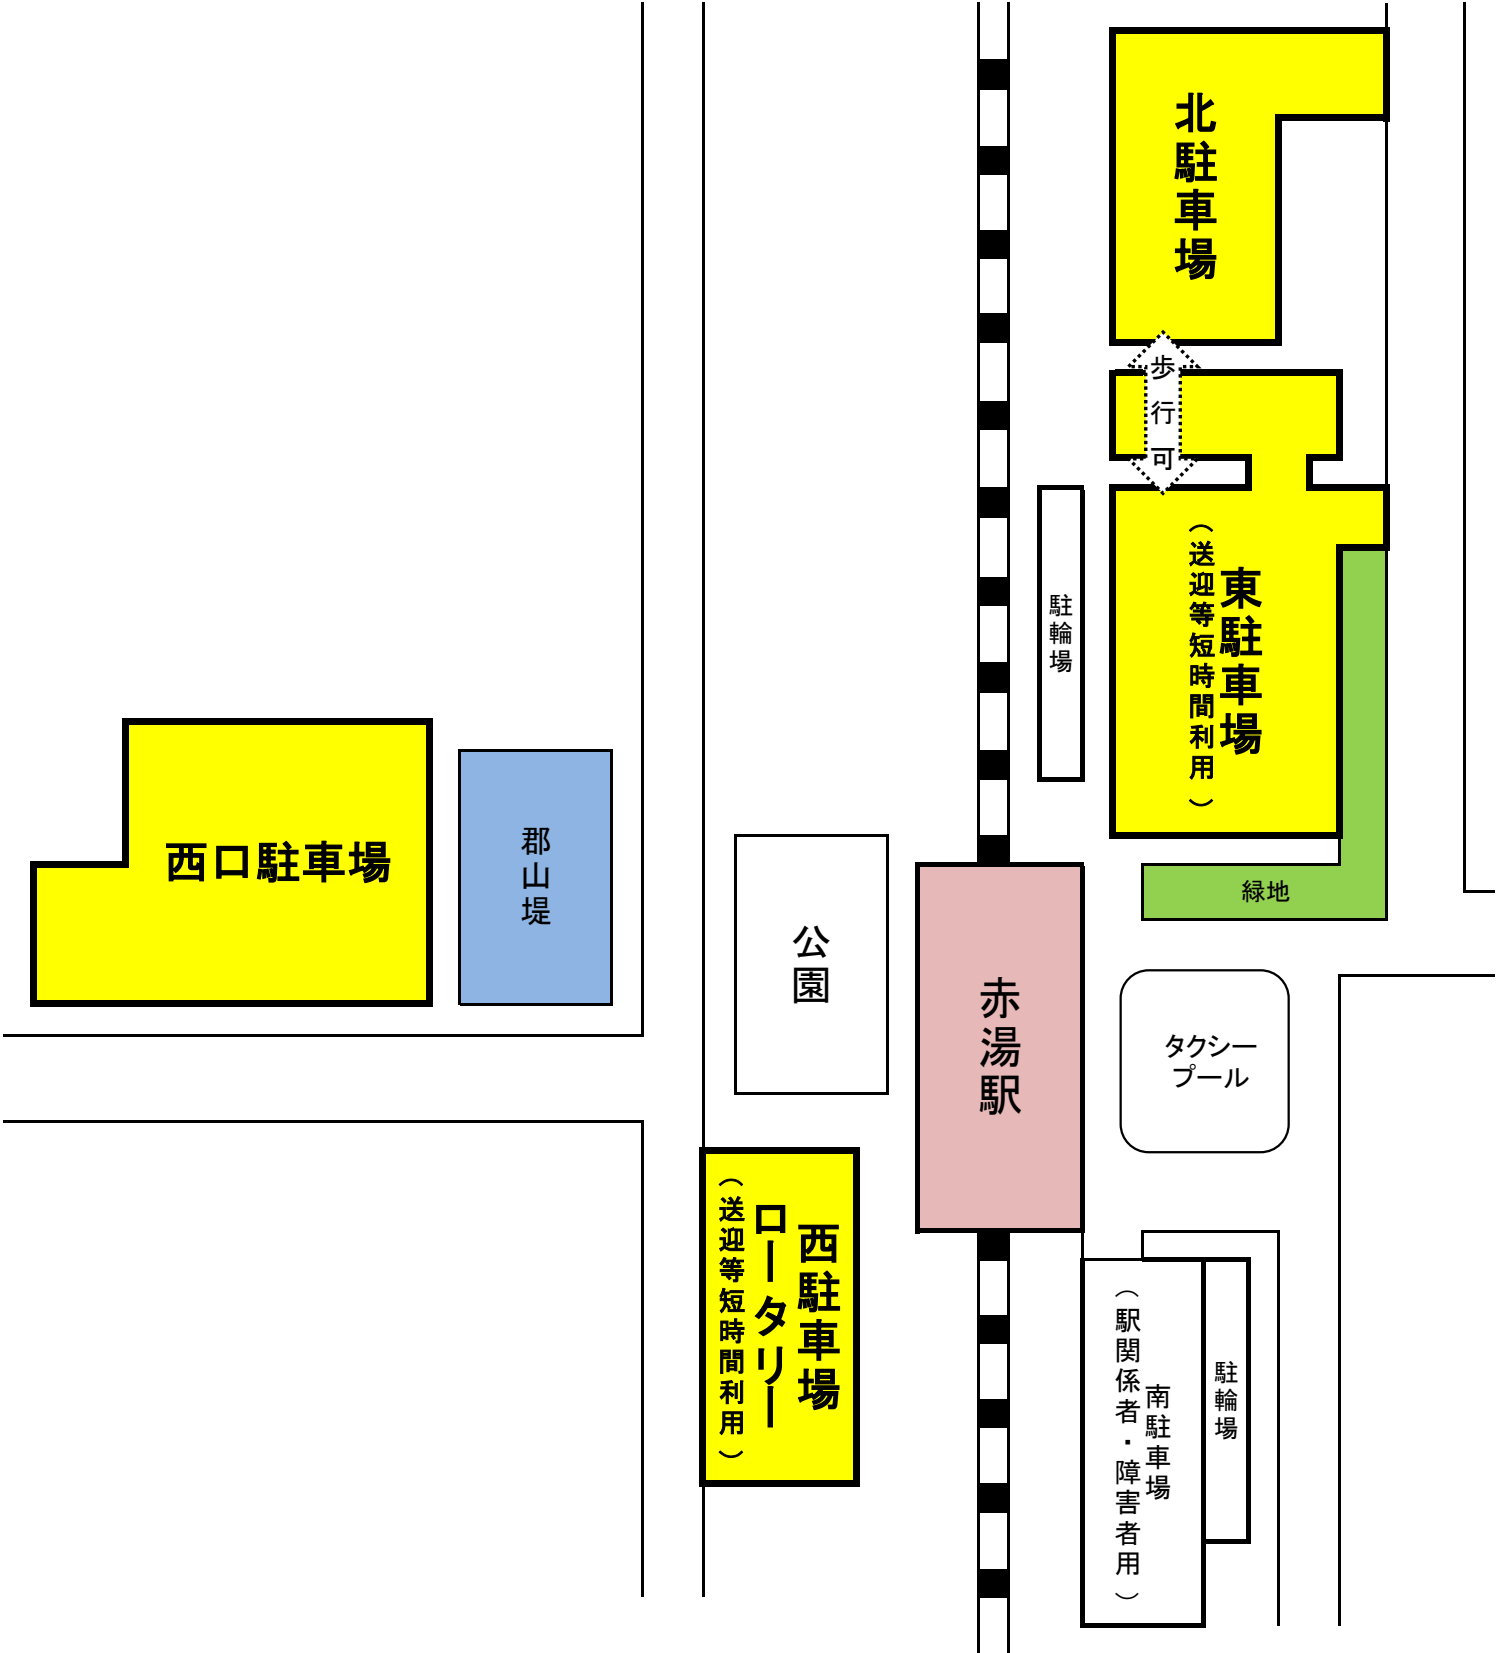 北駐車場
歩行可
東駐車場
（送迎等短時間利用）
駐輪場
緑地
西口駐車場
郡山堤
公園
赤湯駅
タクシー
プール
西駐車場
ロータリー
（送迎等短時間利用）
南駐車場
（駅関係者・障害者用）
駐輪場